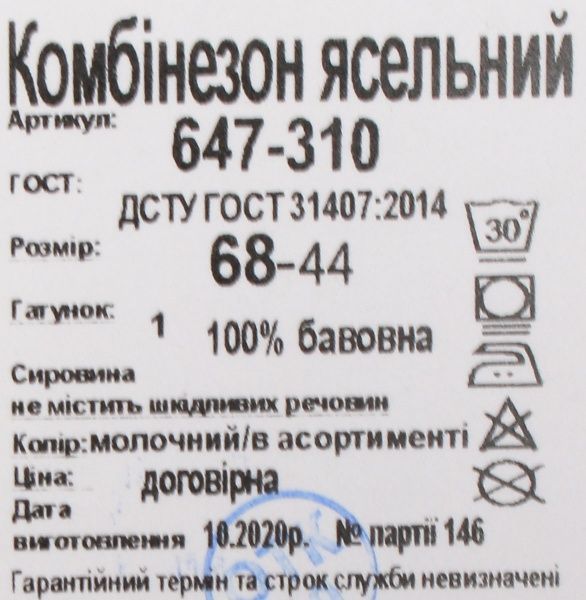 Комбінезон ясельний
Артикул:
647-310
ГОСТ:
ДСТУ ГОСТ 31407:2014
30°
Розмір:
68-44
Гатунок:
1 100% бавовна
Сировина
не містить шкідливих речовин
Колір: молочний/в асортименті
Ціна: договірна
Дата
виготовлення 10.2020р. № партії 146
ОТК
Гарантійний термін та строк служби невизначені